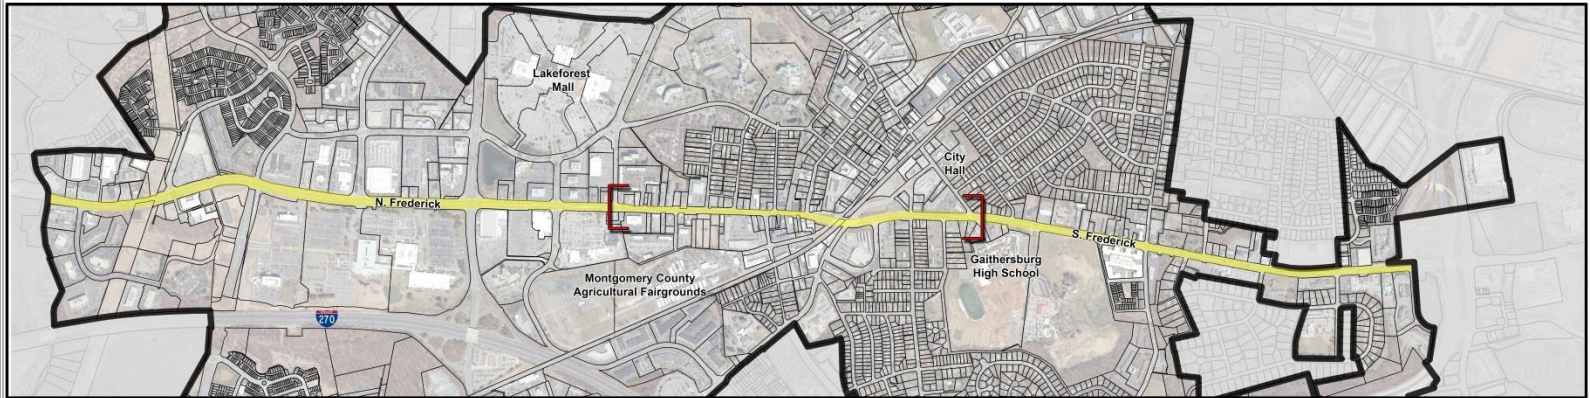 Lakeforest
Mall
City
Hall
N. Frederick
S. Frederick
Gaithersburg
High School
Montgomery County
Agricultural Fairgrounds
270